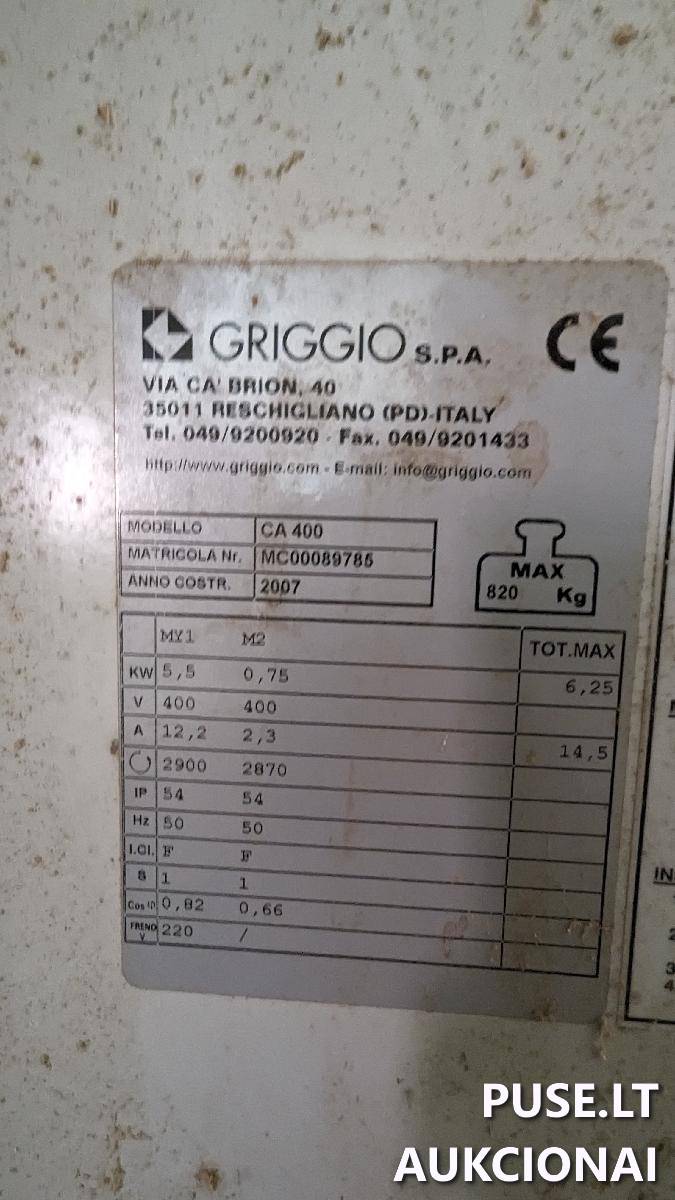 GRIGGIO S.P.A. CE
VIA CA' BRION, 40
35011 RESCHIGLIANO (PD)-ITALY
Tel. 049/9200920 - Fax. 049/9201433
http://www.griggio.com - E-mail: info@griggio.com
MODELLO CA 400
MATRICOLA Nr. MC00089785
ANNO COSTR. 2007
MAX
820 Kg
MY1 M2 TOT.MAX
KW 5,5 0,75 6,25
V 400 400
A 12,2 2,3 14,5
2900 2870
IP 54 54
Hz 50 50
I.Cl. F F
S 1 1
Cos φ 0,82 0,66
FRENO V 220 /
IN
2
3
4
PUSE.LT
AUKCIONAI